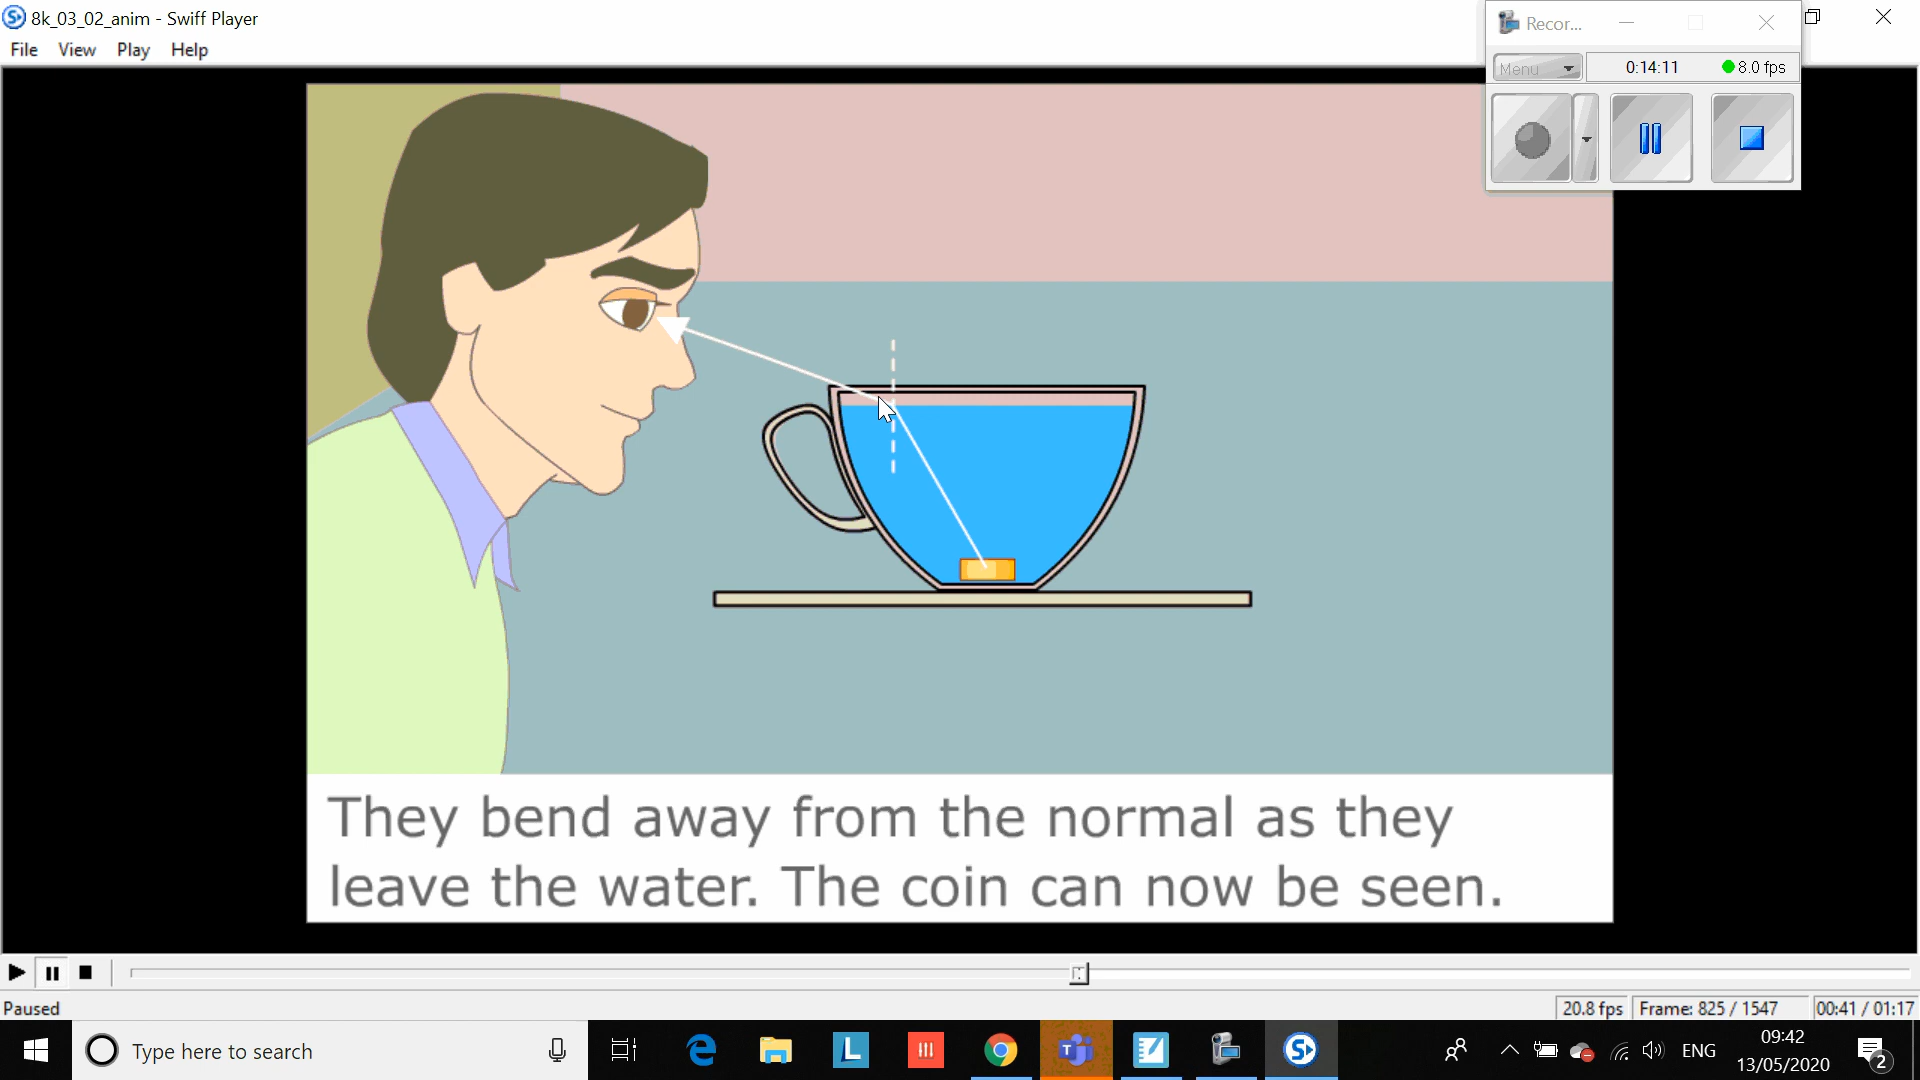 8k_03_02_anim - Swiff Player
Recor...
File View Play Help
Menu
0:14:11
8.0 fps
They bend away from the normal as they
leave the water. The coin can now be seen.
Paused
20.8 fps
Frame: 825 / 1547
00:41 / 01:17
Type here to search
ENG
09:42
13/05/2020
2